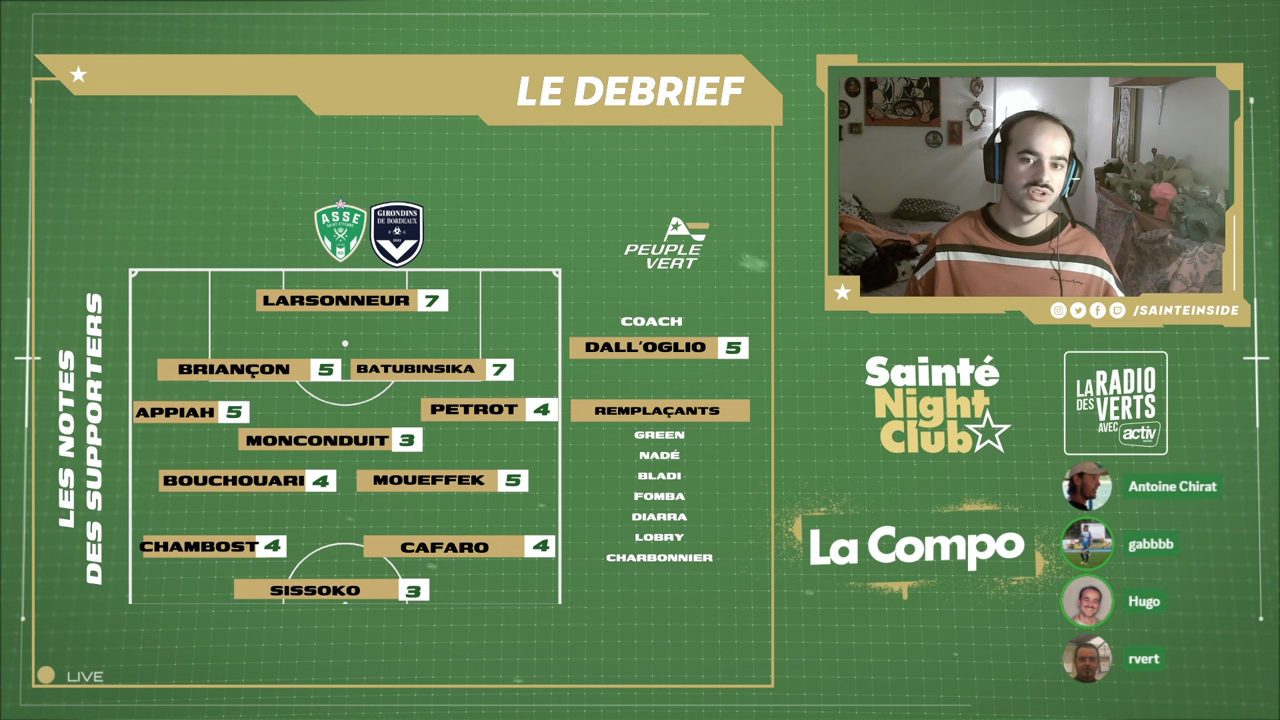 LE DEBRIEF
ASSE
GIRONDINS
DE BORDEAUX
PEUPLE
VERT
LES NOTES
DES SUPPORTERS
LARSONNEUR 7
BRIANÇON 5
BATUBINSIKA 7
APPIAH 5
PETROT 4
MONCONDUIT 3
BOUCHOUARI 4
MOUEFFEK 5
CHAMBOST 4
CAFARO 4
SISSOKO 3
COACH
DALL'OGLIO 5
REMPLAÇANTS
GREEN
NADÉ
BLADI
FOMBA
DIARRA
LOBRY
CHARBONNIER
LIVE
/SAINTEINSIDE
Sainté
Night
Club
LA RADIO
DES VERTS
AVEC activ
La Compo
Antoine Chirat
gabbbb
Hugo
rvert